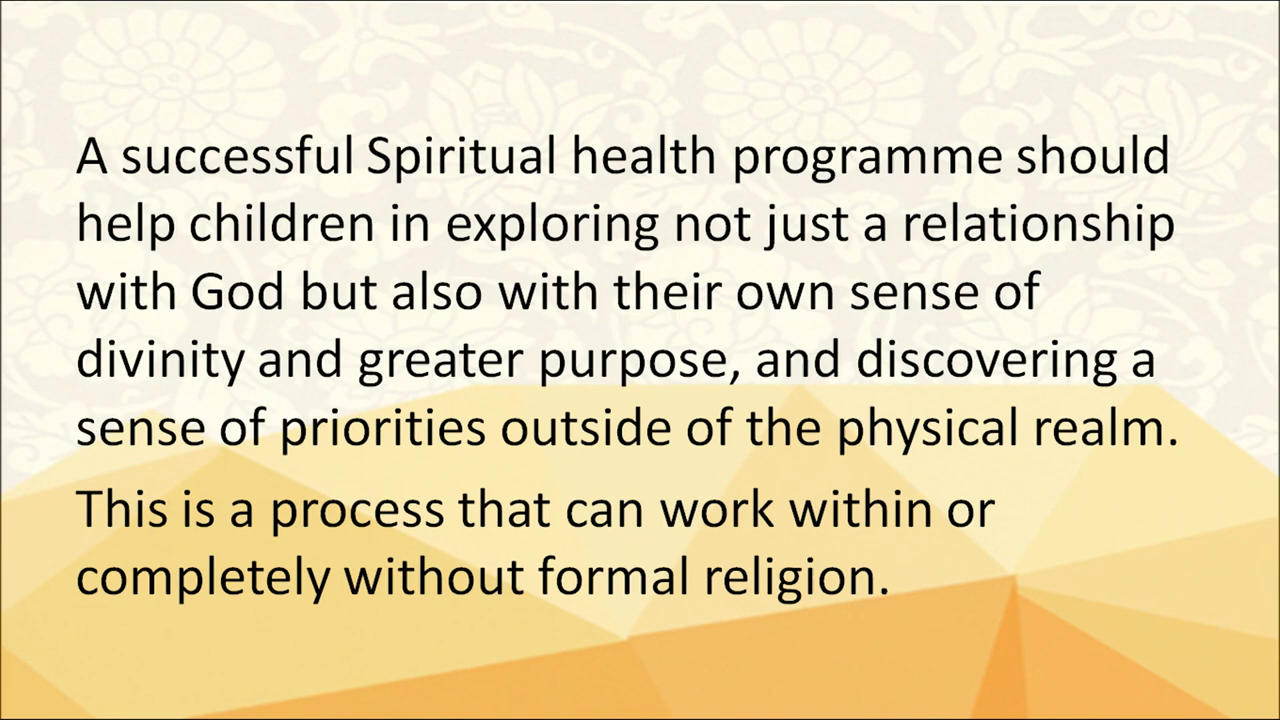 A successful Spiritual health programme should
help children in exploring not just a relationship
with God but also with their own sense of
divinity and greater purpose, and discovering a
sense of priorities outside of the physical realm.
This is a process that can work within or
completely without formal religion.